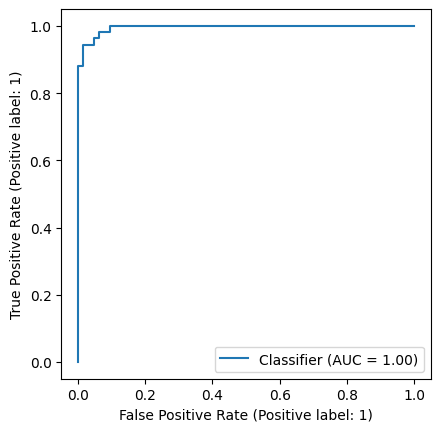 1.0
0.8
0.6
0.4
0.2
0.0
True Positive Rate (Positive label: 1)
Classifier (AUC = 1.00)
0.0 0.2 0.4 0.6 0.8 1.0
False Positive Rate (Positive label: 1)